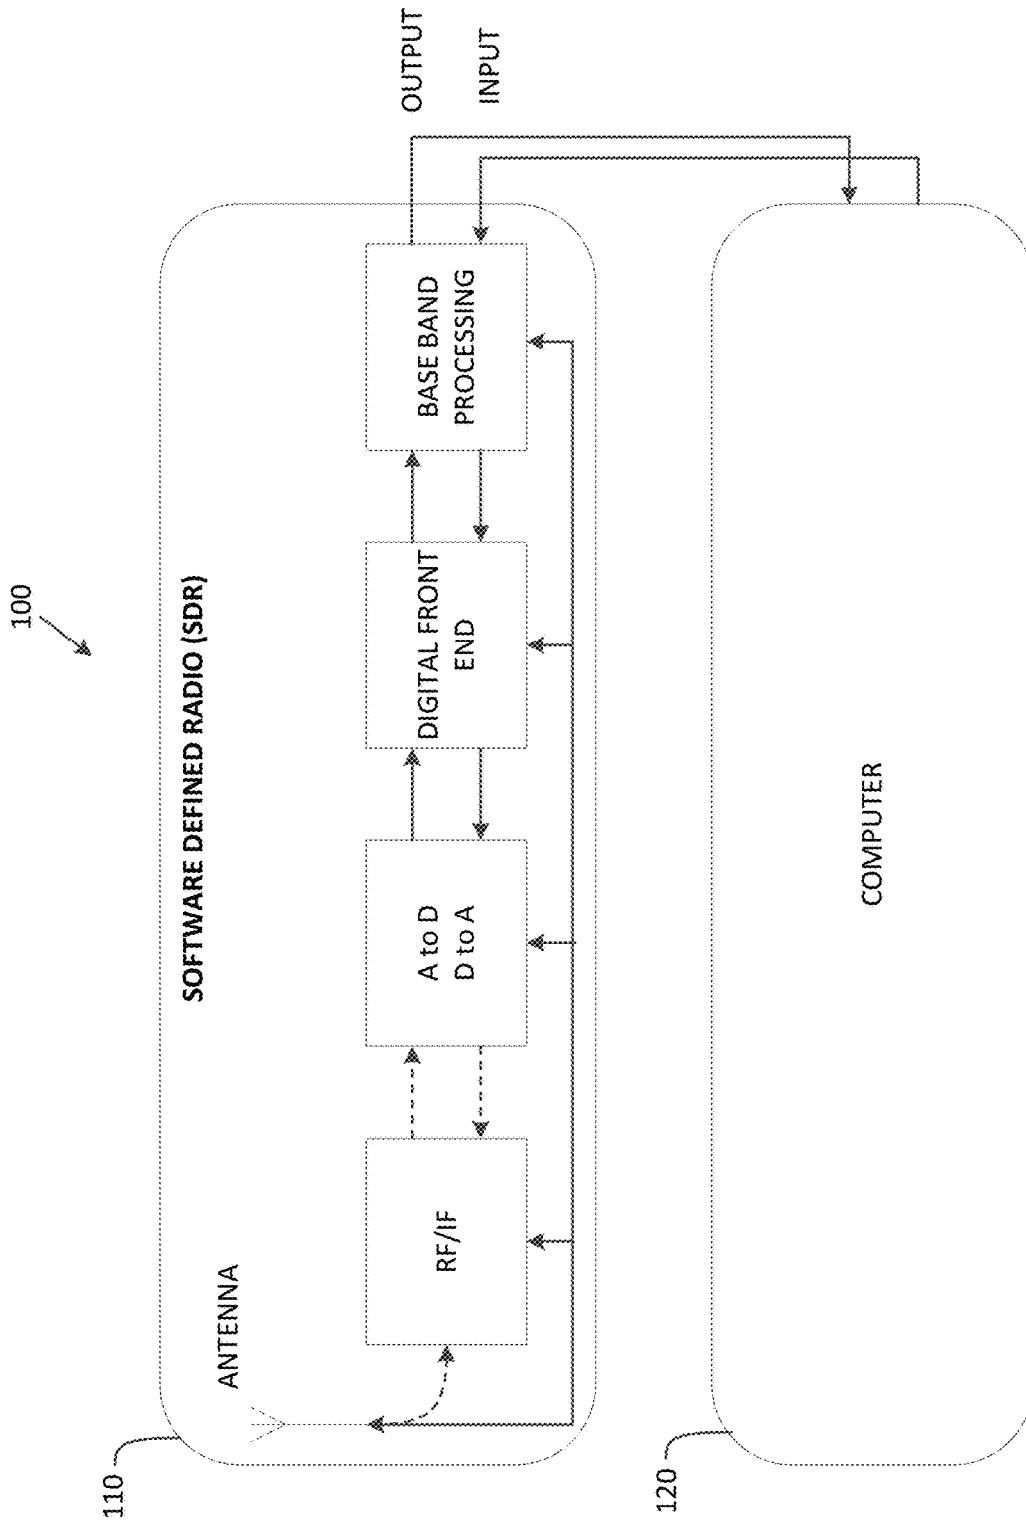 100
110
SOFTWARE DEFINED RADIO (SDR)
ANTENNA
RF/IF
A to D
D to A
DIGITAL FRONT
END
BASE BAND
PROCESSING
OUTPUT
INPUT
120
COMPUTER